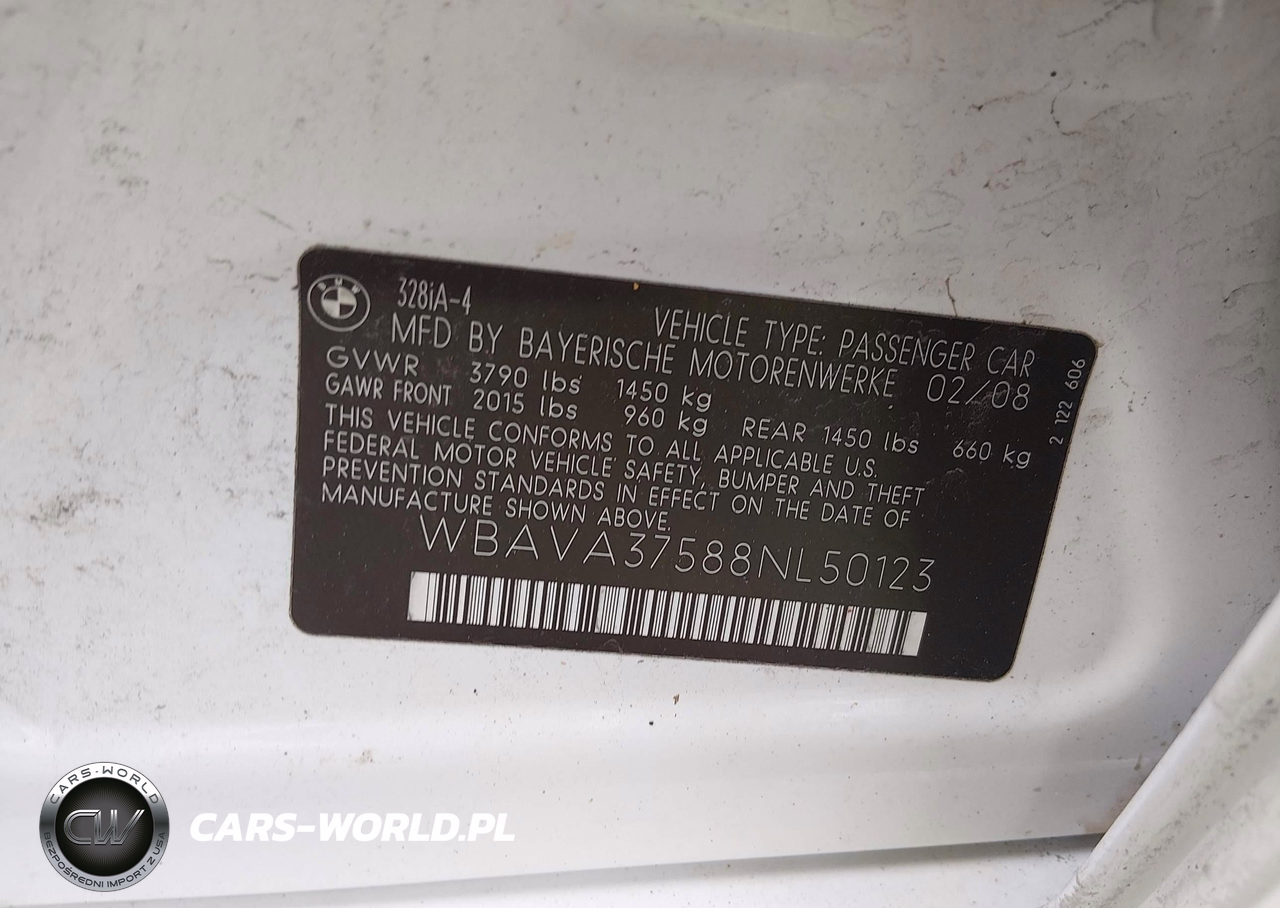 BMW
328iA-4
VEHICLE TYPE: PASSENGER CAR
MFD BY BAYERISCHE MOTORENWERKE 02/08
GVWR 3790 lbs 1450 kg
GAWR FRONT 2015 lbs 960 kg REAR 1450 lbs 660 kg
THIS VEHICLE CONFORMS TO ALL APPLICABLE U.S.
FEDERAL MOTOR VEHICLE SAFETY, BUMPER AND THEFT
PREVENTION STANDARDS IN EFFECT ON THE DATE OF
MANUFACTURE SHOWN ABOVE.
WBAVA37588NL50123
2 122 606
CARS-WORLD
CW
BEZPOŚREDNI IMPORT Z USA
CARS-WORLD.PL